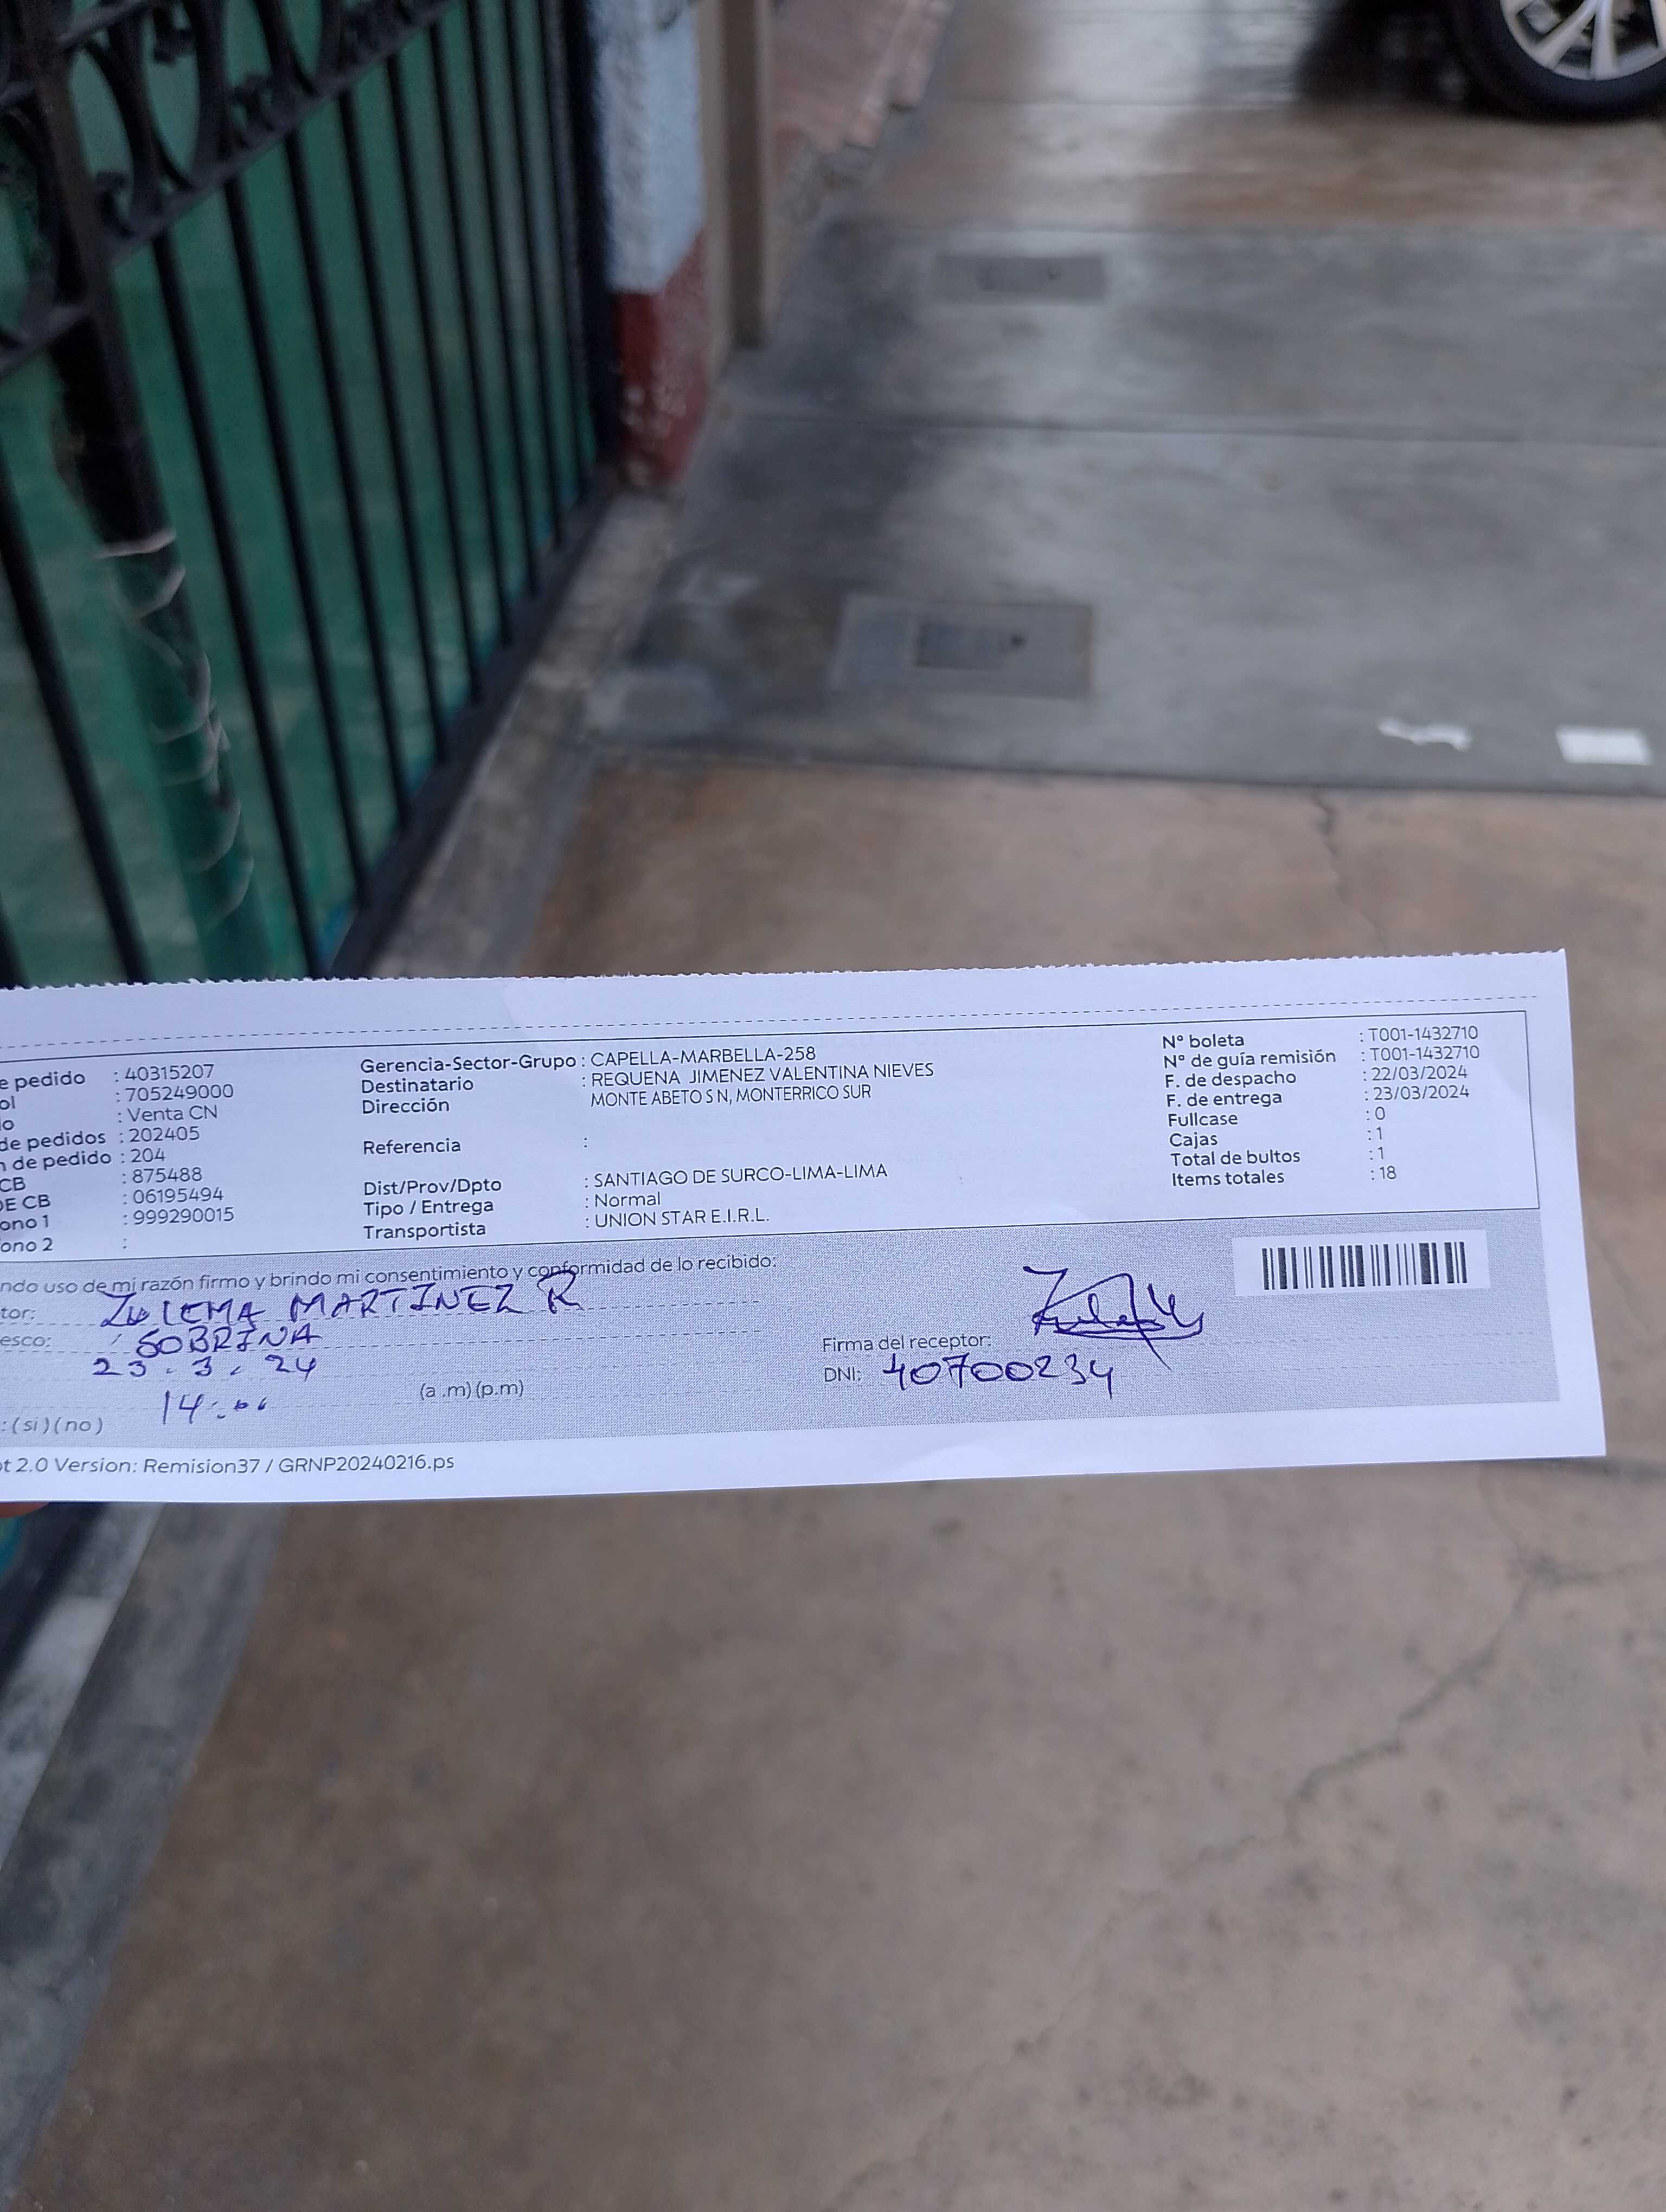 e pedido : 40315207
ol : 705249000
o : Venta CN
de pedidos : 202405
n de pedido : 204
CB : 875488
DE CB : 06195494
ono 1 : 999290015
ono 2 :
Gerencia-Sector-Grupo : CAPELLA-MARBELLA-258
Destinatario : REQUENA JIMENEZ VALENTINA NIEVES
Dirección MONTE ABETO S N, MONTERRICO SUR
Referencia :
Dist/Prov/Dpto : SANTIAGO DE SURCO-LIMA-LIMA
Tipo / Entrega : Normal
Transportista : UNION STAR E.I.R.L.
Nº boleta : T001-1432710
Nº de guía remisión : T001-1432710
F. de despacho : 22/03/2024
F. de entrega : 23/03/2024
Fullcase : 0
Cajas : 1
Total de bultos : 1
Items totales : 18
ndo uso de mi razón firmo y brindo mi consentimiento y conformidad de lo recibido:
tor: ZULEMA MARTINEZ R
esco: SOBRINA
23.3.24
(a .m) (p.m)
: (si) (no)
Firma del receptor:
DNI: 40700234
ot 2.0 Version: Remision37 / GRNP20240216.ps